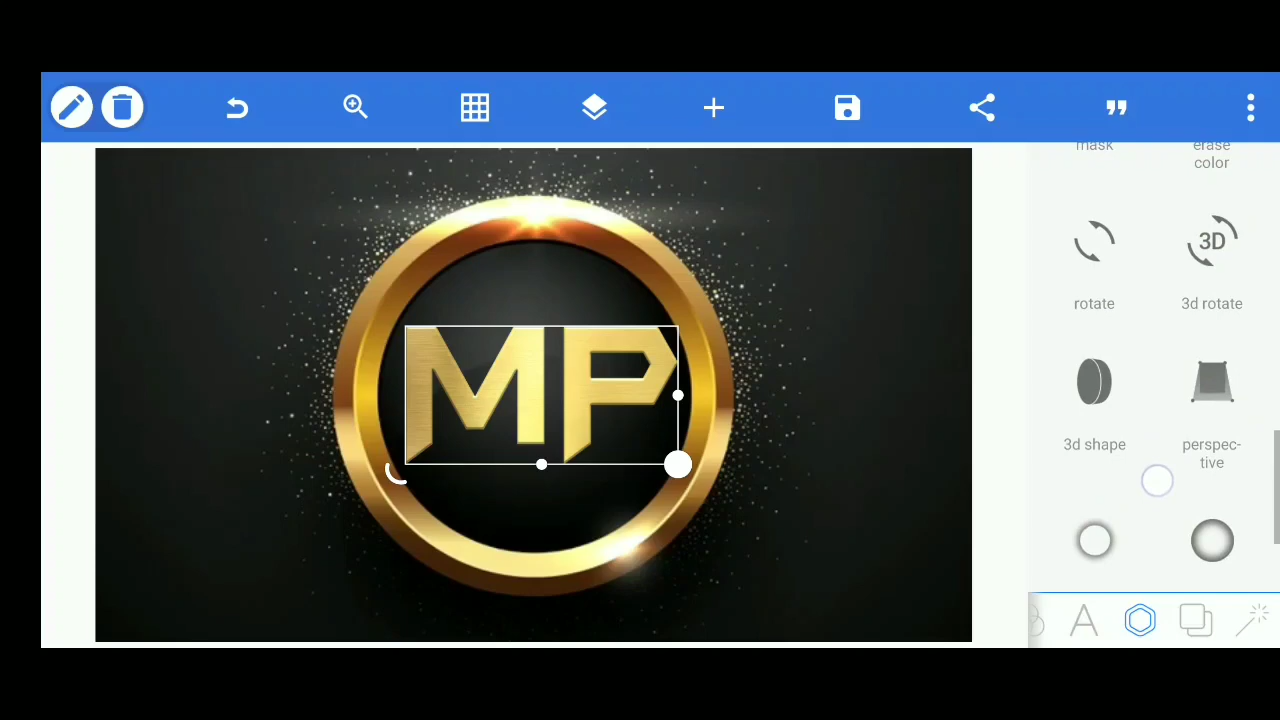 mask
erase
color
MP
3D
rotate
3d rotate
3d shape
perspec-
tive